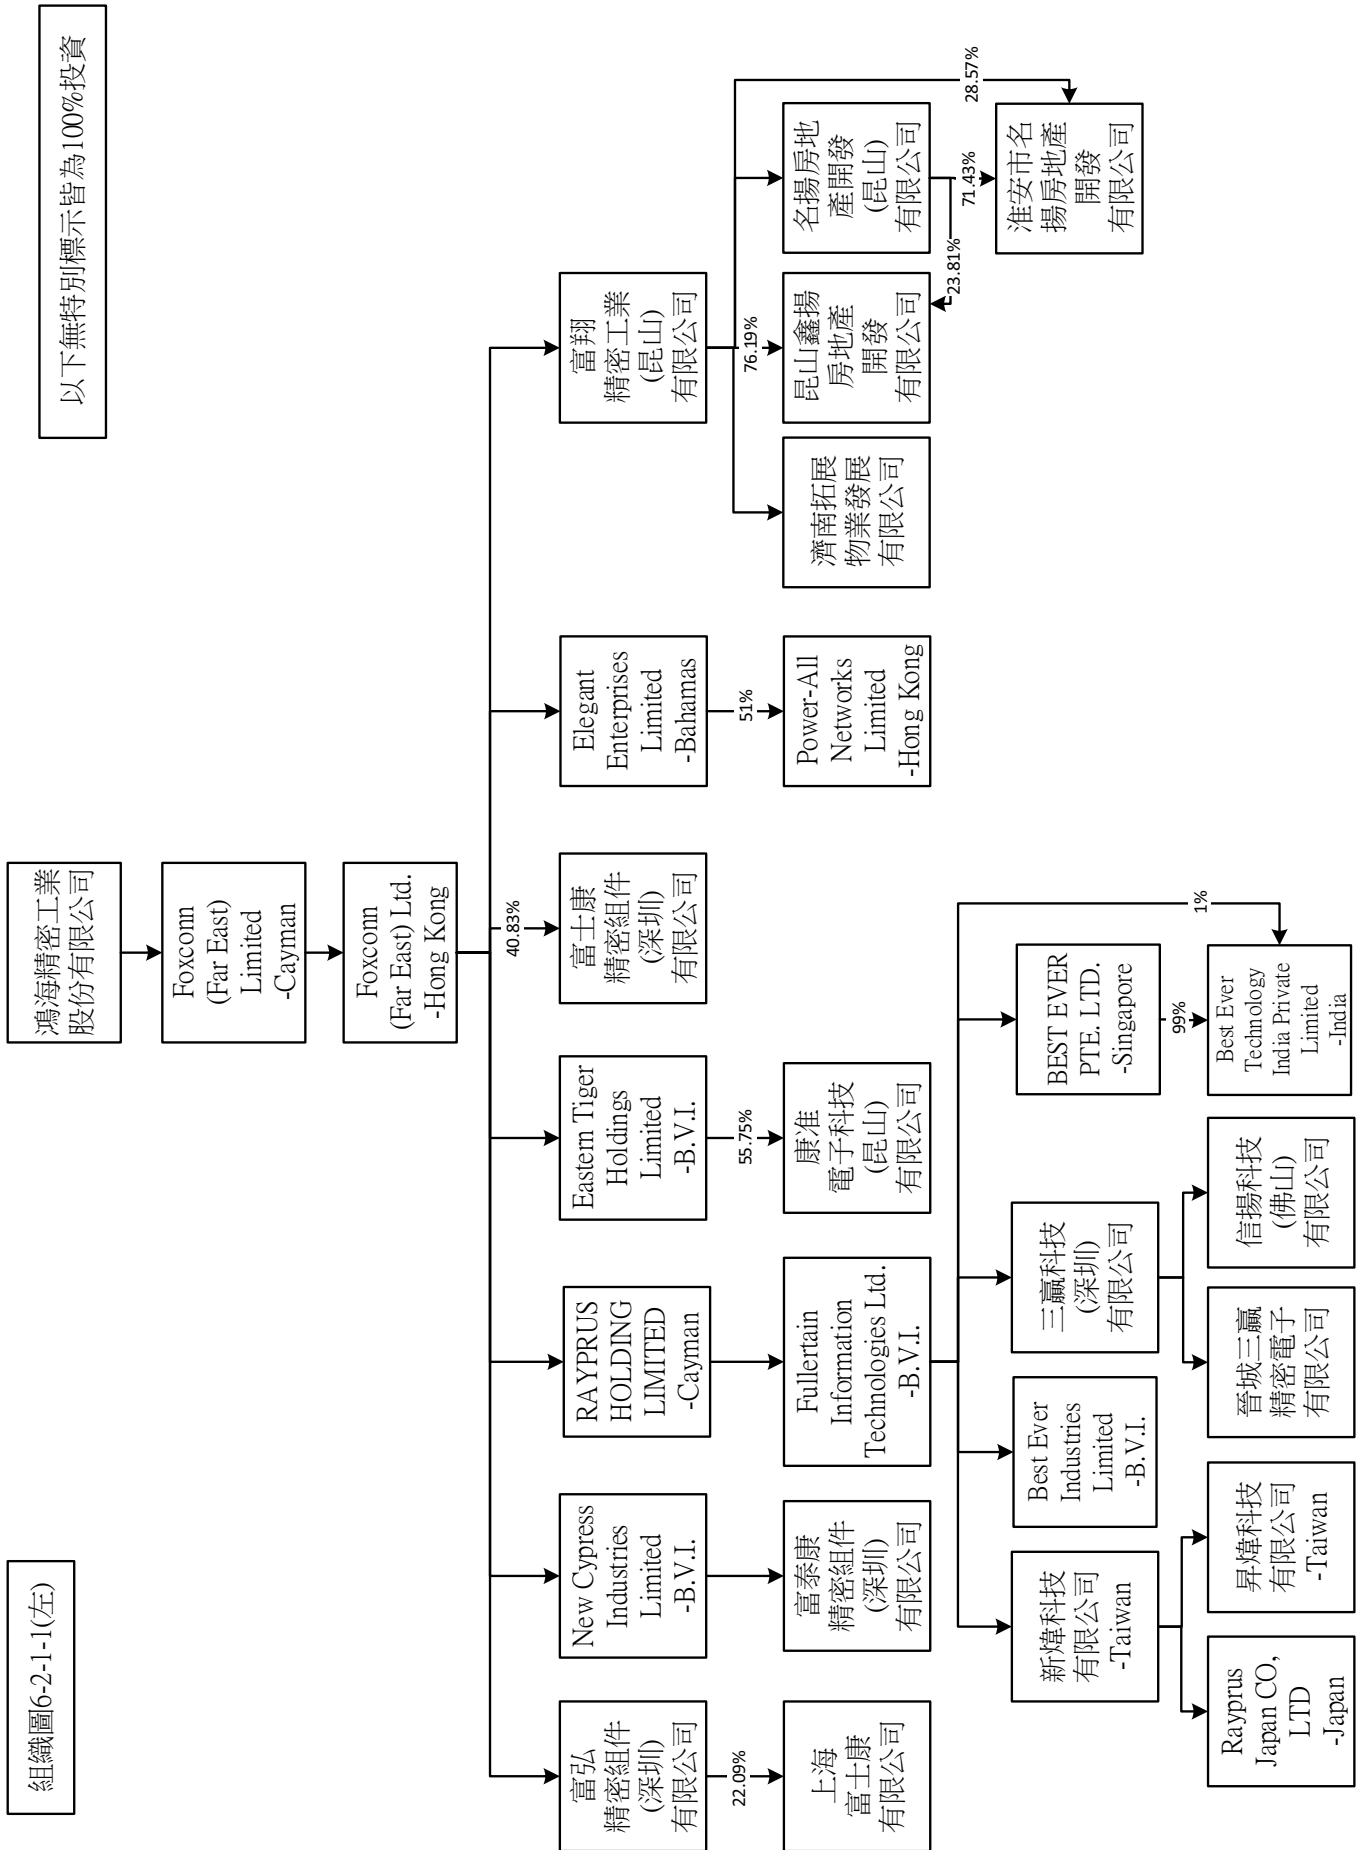 組織圖6-2-1-1(左)
以下無特別標示皆為100%投資
鴻海精密工業
股份有限公司
Foxconn
(Far East)
Limited
-Cayman
Foxconn
(Far East) Ltd.
-Hong Kong
富弘
精密組件
(深圳)
有限公司
New Cypress
Industries
Limited
-B.V.I.
RAYPRUS
HOLDING
LIMITED
-Cayman
Eastern Tiger
Holdings
Limited
-B.V.I.
40.83%
富士康
精密組件
(深圳)
有限公司
Elegant
Enterprises
Limited
-Bahamas
富翔
精密工業
(昆山)
有限公司
22.09%
上海
富士康
有限公司
富泰康
精密組件
(深圳)
有限公司
Fullertain
Information
Technologies Ltd.
-B.V.I.
55.75%
康准
電子科技
(昆山)
有限公司
51%
Power-All
Networks
Limited
-Hong Kong
濟南拓展
物業發展
有限公司
76.19%
昆山鑫揚
房地產
開發
有限公司
名揚房地
產開發
(昆山)
有限公司
23.81%
71.43%
28.57%
淮安市名
揚房地產
開發
有限公司
新煒科技
有限公司
-Taiwan
Best Ever
Industries
Limited
-B.V.I.
三贏科技
(深圳)
有限公司
BEST EVER
PTE. LTD.
-Singapore
99%
1%
Rayprus
Japan CO,
LTD
-Japan
昇煒科技
有限公司
-Taiwan
晉城三贏
精密電子
有限公司
信揚科技
(佛山)
有限公司
Best Ever
Technology
India Private
Limited
-India